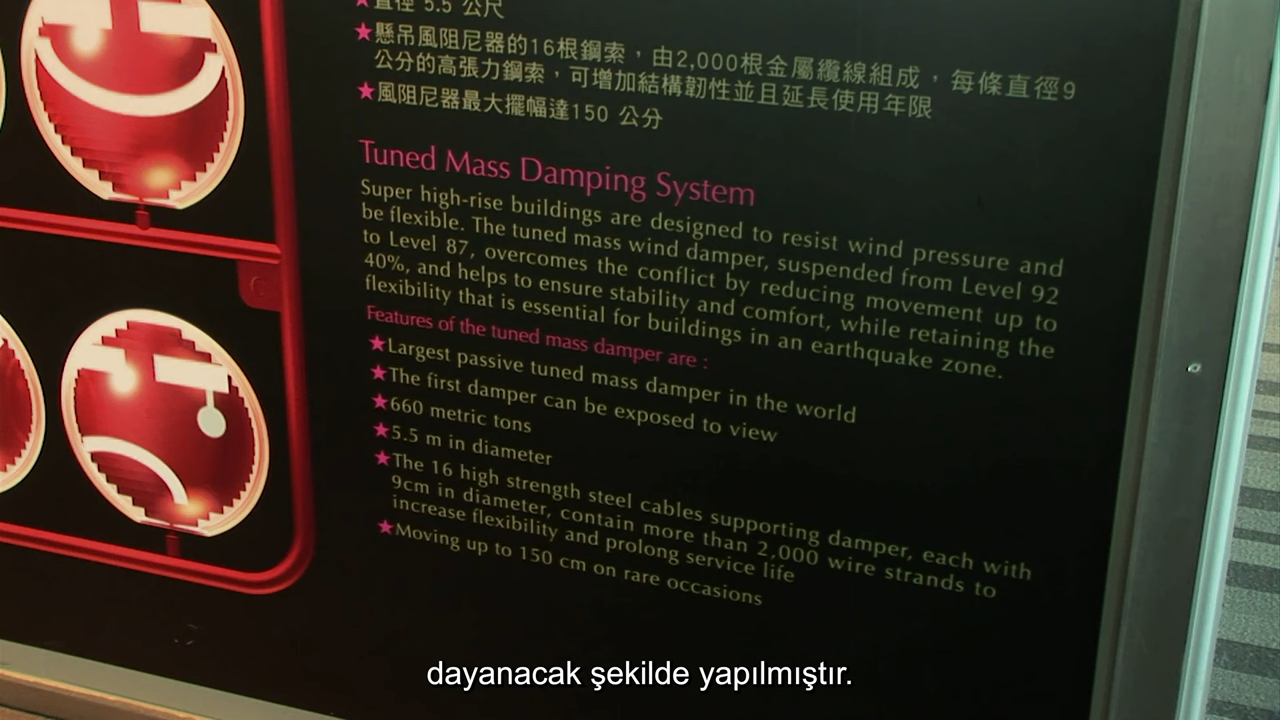 ★直徑 5.5 公尺
★懸吊風阻尼器的16根鋼索，由2,000根金屬纜線組成，每條直徑9
公分的高張力鋼索，可增加結構韌性並且延長使用年限
★風阻尼器最大擺幅達150 公分
Tuned Mass Damping System
Super high-rise buildings are designed to resist wind pressure and
be flexible. The tuned mass wind damper, suspended from Level 92
to Level 87, overcomes the conflict by reducing movement up to
40%, and helps to ensure stability and comfort, while retaining the
flexibility that is essential for buildings in an earthquake zone.
Features of the tuned mass damper are :
★Largest passive tuned mass damper in the world
★The first damper can be exposed to view
★660 metric tons
★5.5 m in diameter
★The 16 high strength steel cables supporting damper, each with
9cm in diameter, contain more than 2,000 wire strands to
increase flexibility and prolong service life
★Moving up to 150 cm on rare occasions
dayanacak şekilde yapılmıştır.